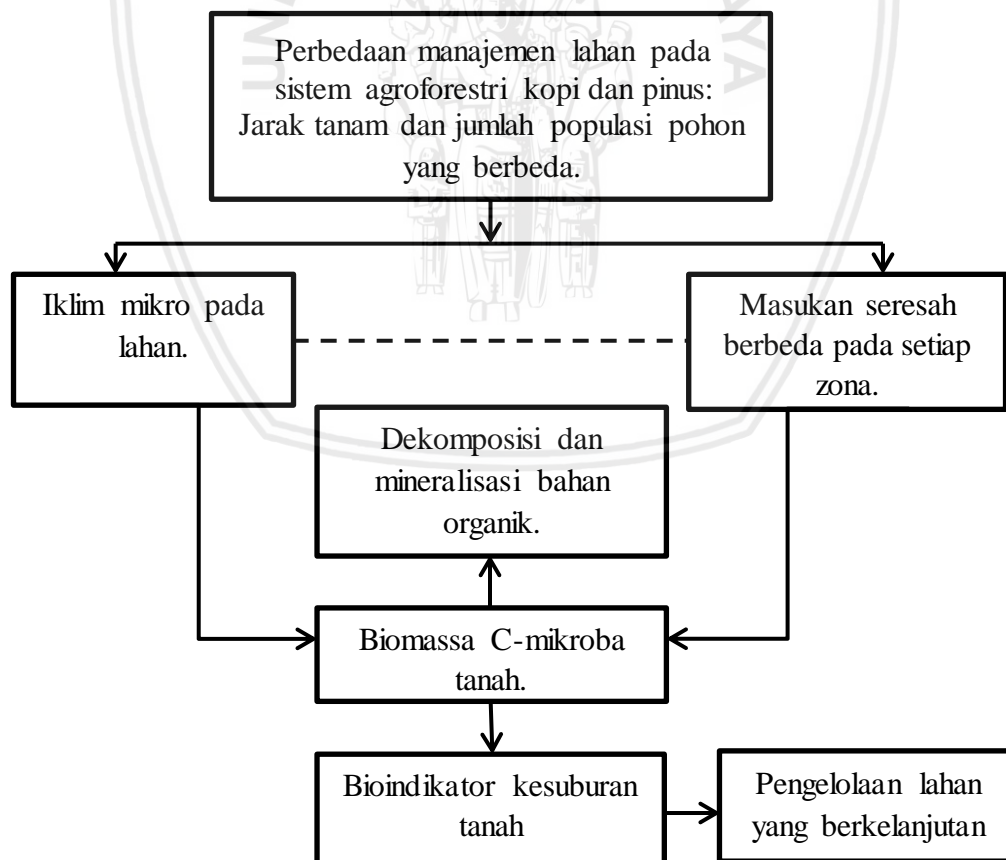 Perbedaan manajemen lahan pada
sistem agroforestri kopi dan pinus:
Jarak tanam dan jumlah populasi pohon
yang berbeda.
Iklim mikro pada
lahan.
Masukan seresah
berbeda pada setiap
zona.
Dekomposisi dan
mineralisasi bahan
organik.
Biomassa C-mikroba
tanah.
Bioindikator kesuburan
tanah
Pengelolaan lahan
yang berkelanjutan